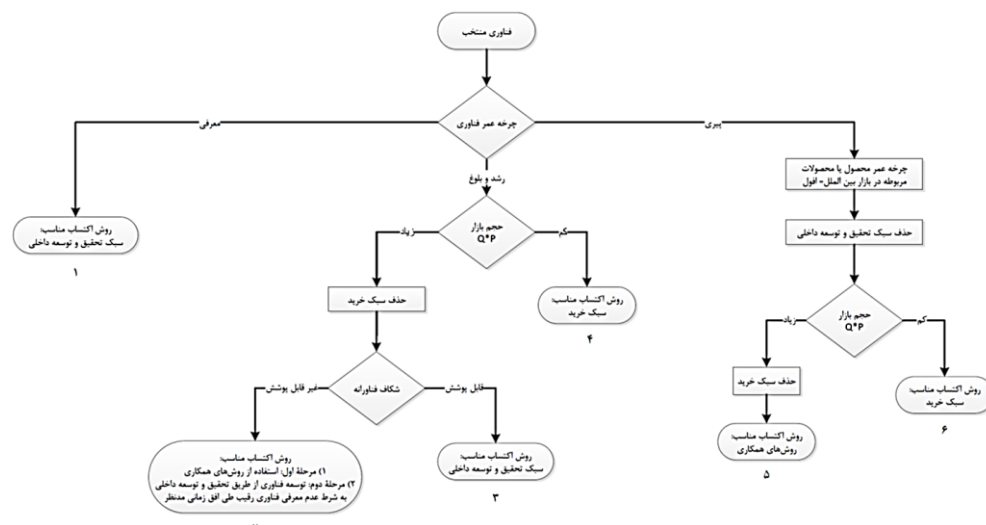 فناوری منتخب
چرخه عمر فناوری
معرفی
پیری
رشد و بلوغ
روش اکتساب مناسب:
سبک تحقیق و توسعه داخلی
۱
حجم بازار
Q*P
زیاد
کم
حذف سبک خرید
روش اکتساب مناسب:
سبک خرید
۴
شکاف فناورانه
غیر قابل پوشش
قابل پوشش
روش اکتساب مناسب:
۱) مرحلۀ اول: استفاده از روش‌های همکاری
۲) مرحلۀ دوم: توسعه فناوری از طریق تحقیق و توسعه داخلی
به شرط عدم معرفی فناوری رقیب طی افق زمانی مدنظر
روش اکتساب مناسب:
سبک تحقیق و توسعه داخلی
۳
چرخه عمر محصول یا محصولات
مربوطه در بازار بین الملل- افول
حذف سبک تحقیق و توسعه داخلی
حجم بازار
Q*P
زیاد
کم
حذف سبک خرید
روش اکتساب مناسب:
روش‌های همکاری
۵
روش اکتساب مناسب:
سبک خرید
۶